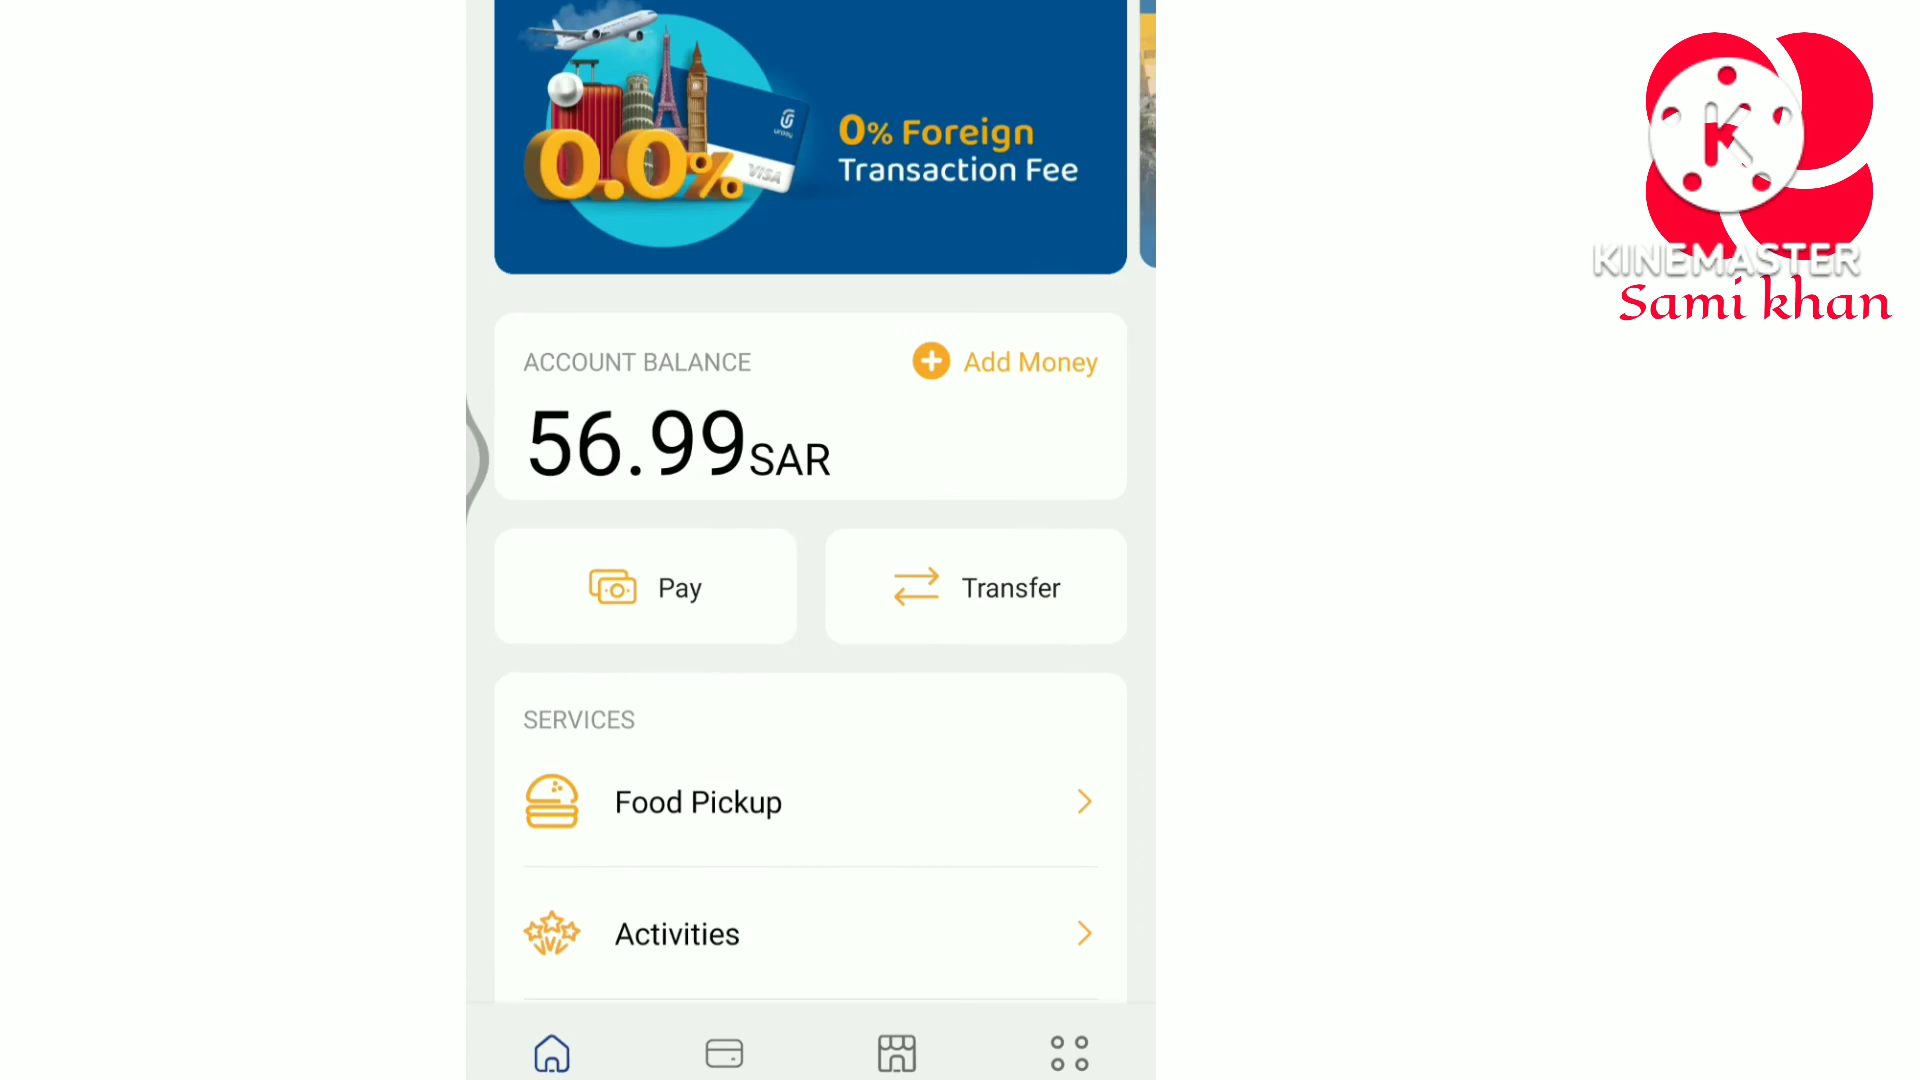 0.0%
urpay
VISA
0% Foreign
Transaction Fee
KINEMASTER
Sami khan
ACCOUNT BALANCE
Add Money
56.99SAR
Pay
Transfer
SERVICES
Food Pickup
Activities